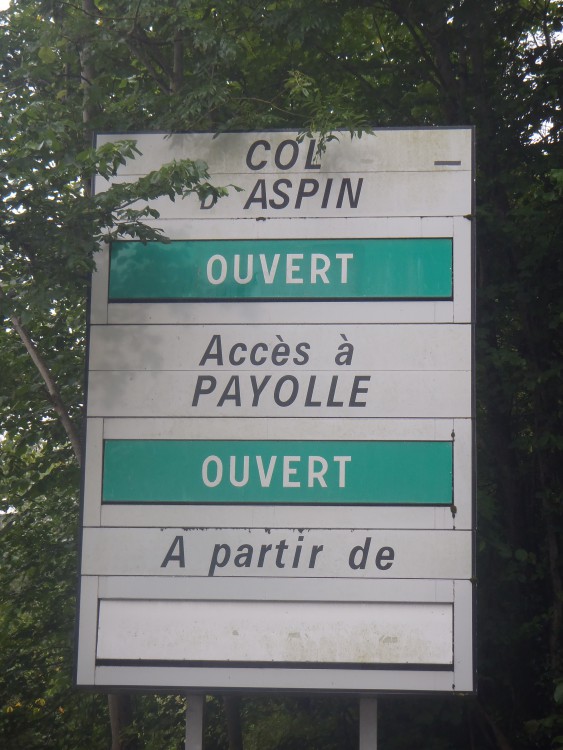 COL
D'ASPIN
OUVERT
Accès à
PAYOLLE
OUVERT
A partir de